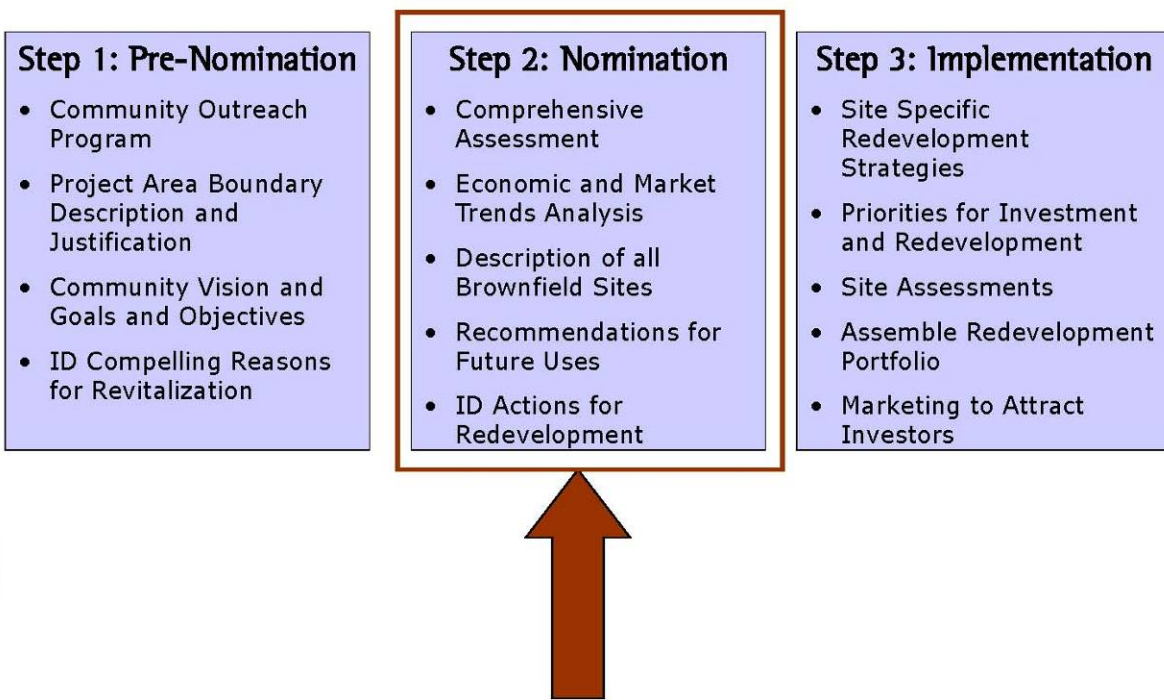 Step 1: Pre-Nomination
• Community Outreach
Program
• Project Area Boundary
Description and
Justification
• Community Vision and
Goals and Objectives
• ID Compelling Reasons
for Revitalization
Step 2: Nomination
• Comprehensive
Assessment
• Economic and Market
Trends Analysis
• Description of all
Brownfield Sites
• Recommendations for
Future Uses
• ID Actions for
Redevelopment
Step 3: Implementation
• Site Specific
Redevelopment
Strategies
• Priorities for Investment
and Redevelopment
• Site Assessments
• Assemble Redevelopment
Portfolio
• Marketing to Attract
Investors